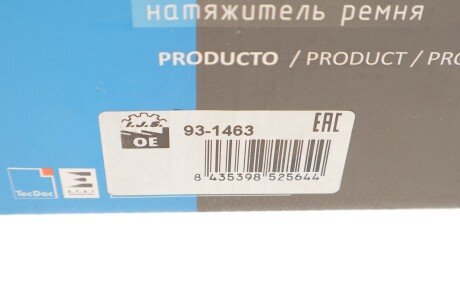 натяжитель ремня
PRODUCTO / PRODUCT / PRO
I.J.S.
OE
93-1463
EAC
8 435398 525644
TecDoc